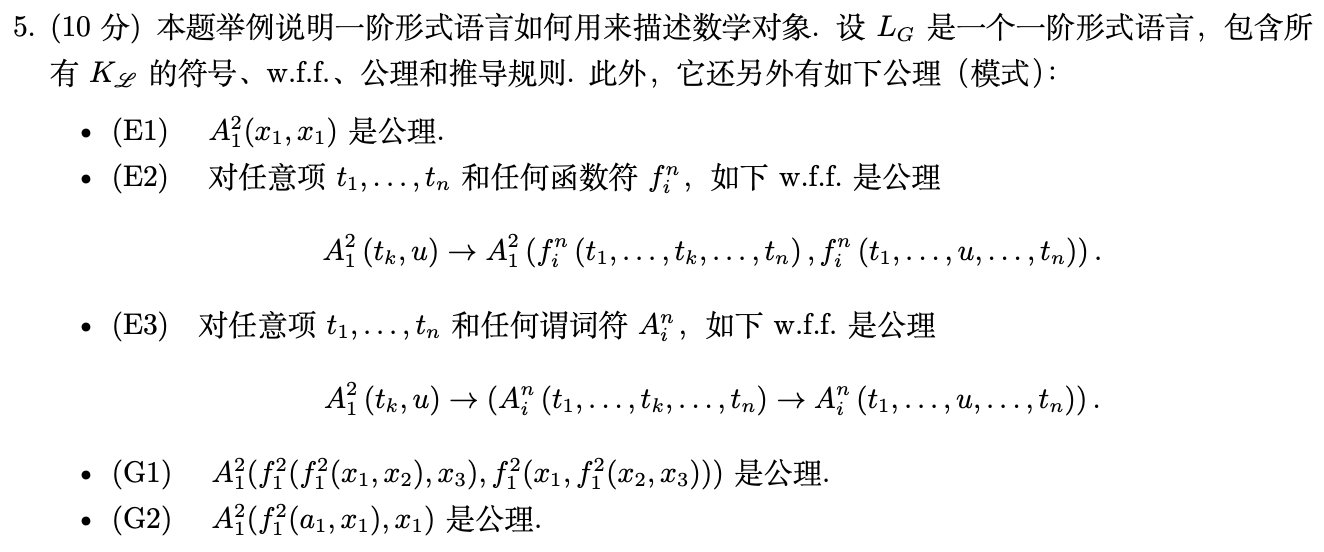 5. (10 分) 本题举例说明一阶形式语言如何用来描述数学对象. 设 $L_G$ 是一个一阶形式语言，包含所
有 $K_{\mathscr{L}}$ 的符号、w.f.f.、公理和推导规则. 此外，它还另外有如下公理（模式）：
• (E1) $A_1^2(x_1, x_1)$ 是公理.
• (E2) 对任意项 $t_1, \ldots, t_n$ 和任何函数符 $f_i^n$，如下 w.f.f. 是公理
$A_1^2(t_k, u) \to A_1^2(f_i^n(t_1, \ldots, t_k, \ldots, t_n), f_i^n(t_1, \ldots, u, \ldots, t_n)).$
• (E3) 对任意项 $t_1, \ldots, t_n$ 和任何谓词符 $A_i^n$，如下 w.f.f. 是公理
$A_1^2(t_k, u) \to (A_i^n(t_1, \ldots, t_k, \ldots, t_n) \to A_i^n(t_1, \ldots, u, \ldots, t_n)).$
• (G1) $A_1^2(f_1^2(f_1^2(x_1, x_2), x_3), f_1^2(x_1, f_1^2(x_2, x_3)))$ 是公理.
• (G2) $A_1^2(f_1^2(a_1, x_1), x_1)$ 是公理.